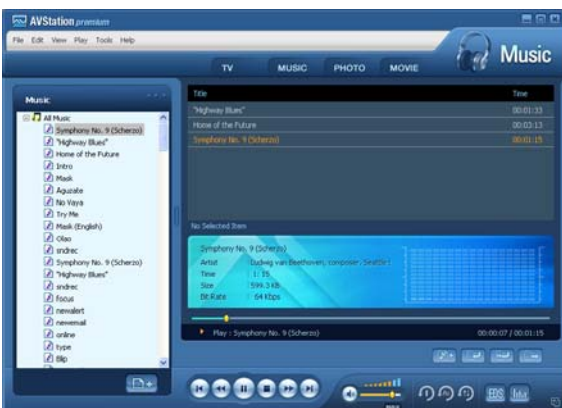 AVStation premium
File Edit View Play Tools Help
Music
TV MUSIC PHOTO MOVIE
Music
All Music
Symphony No. 9 (Scherzo)
"Highway Blues"
Home of the Future
Intro
Mask
Aguzate
No Vaya
Try Me
Mask (English)
Olao
sndrec
Symphony No. 9 (Scherzo)
"Highway Blues"
sndrec
focus
newalert
newemail
online
type
Blip
Title Time
"Highway Blues" 00:01:33
Home of the Future 00:03:13
Symphony No. 9 (Scherzo) 00:01:15
No Selected Item
Symphony No. 9 (Scherzo)
Artist : Ludwig van Beethoven, composer. Seattle
Time : 1: 15
Size : 599.3 KB
Bit Rate : 64 Kbps
Play : Symphony No. 9 (Scherzo) 00:00:07 / 00:01:15
EDS